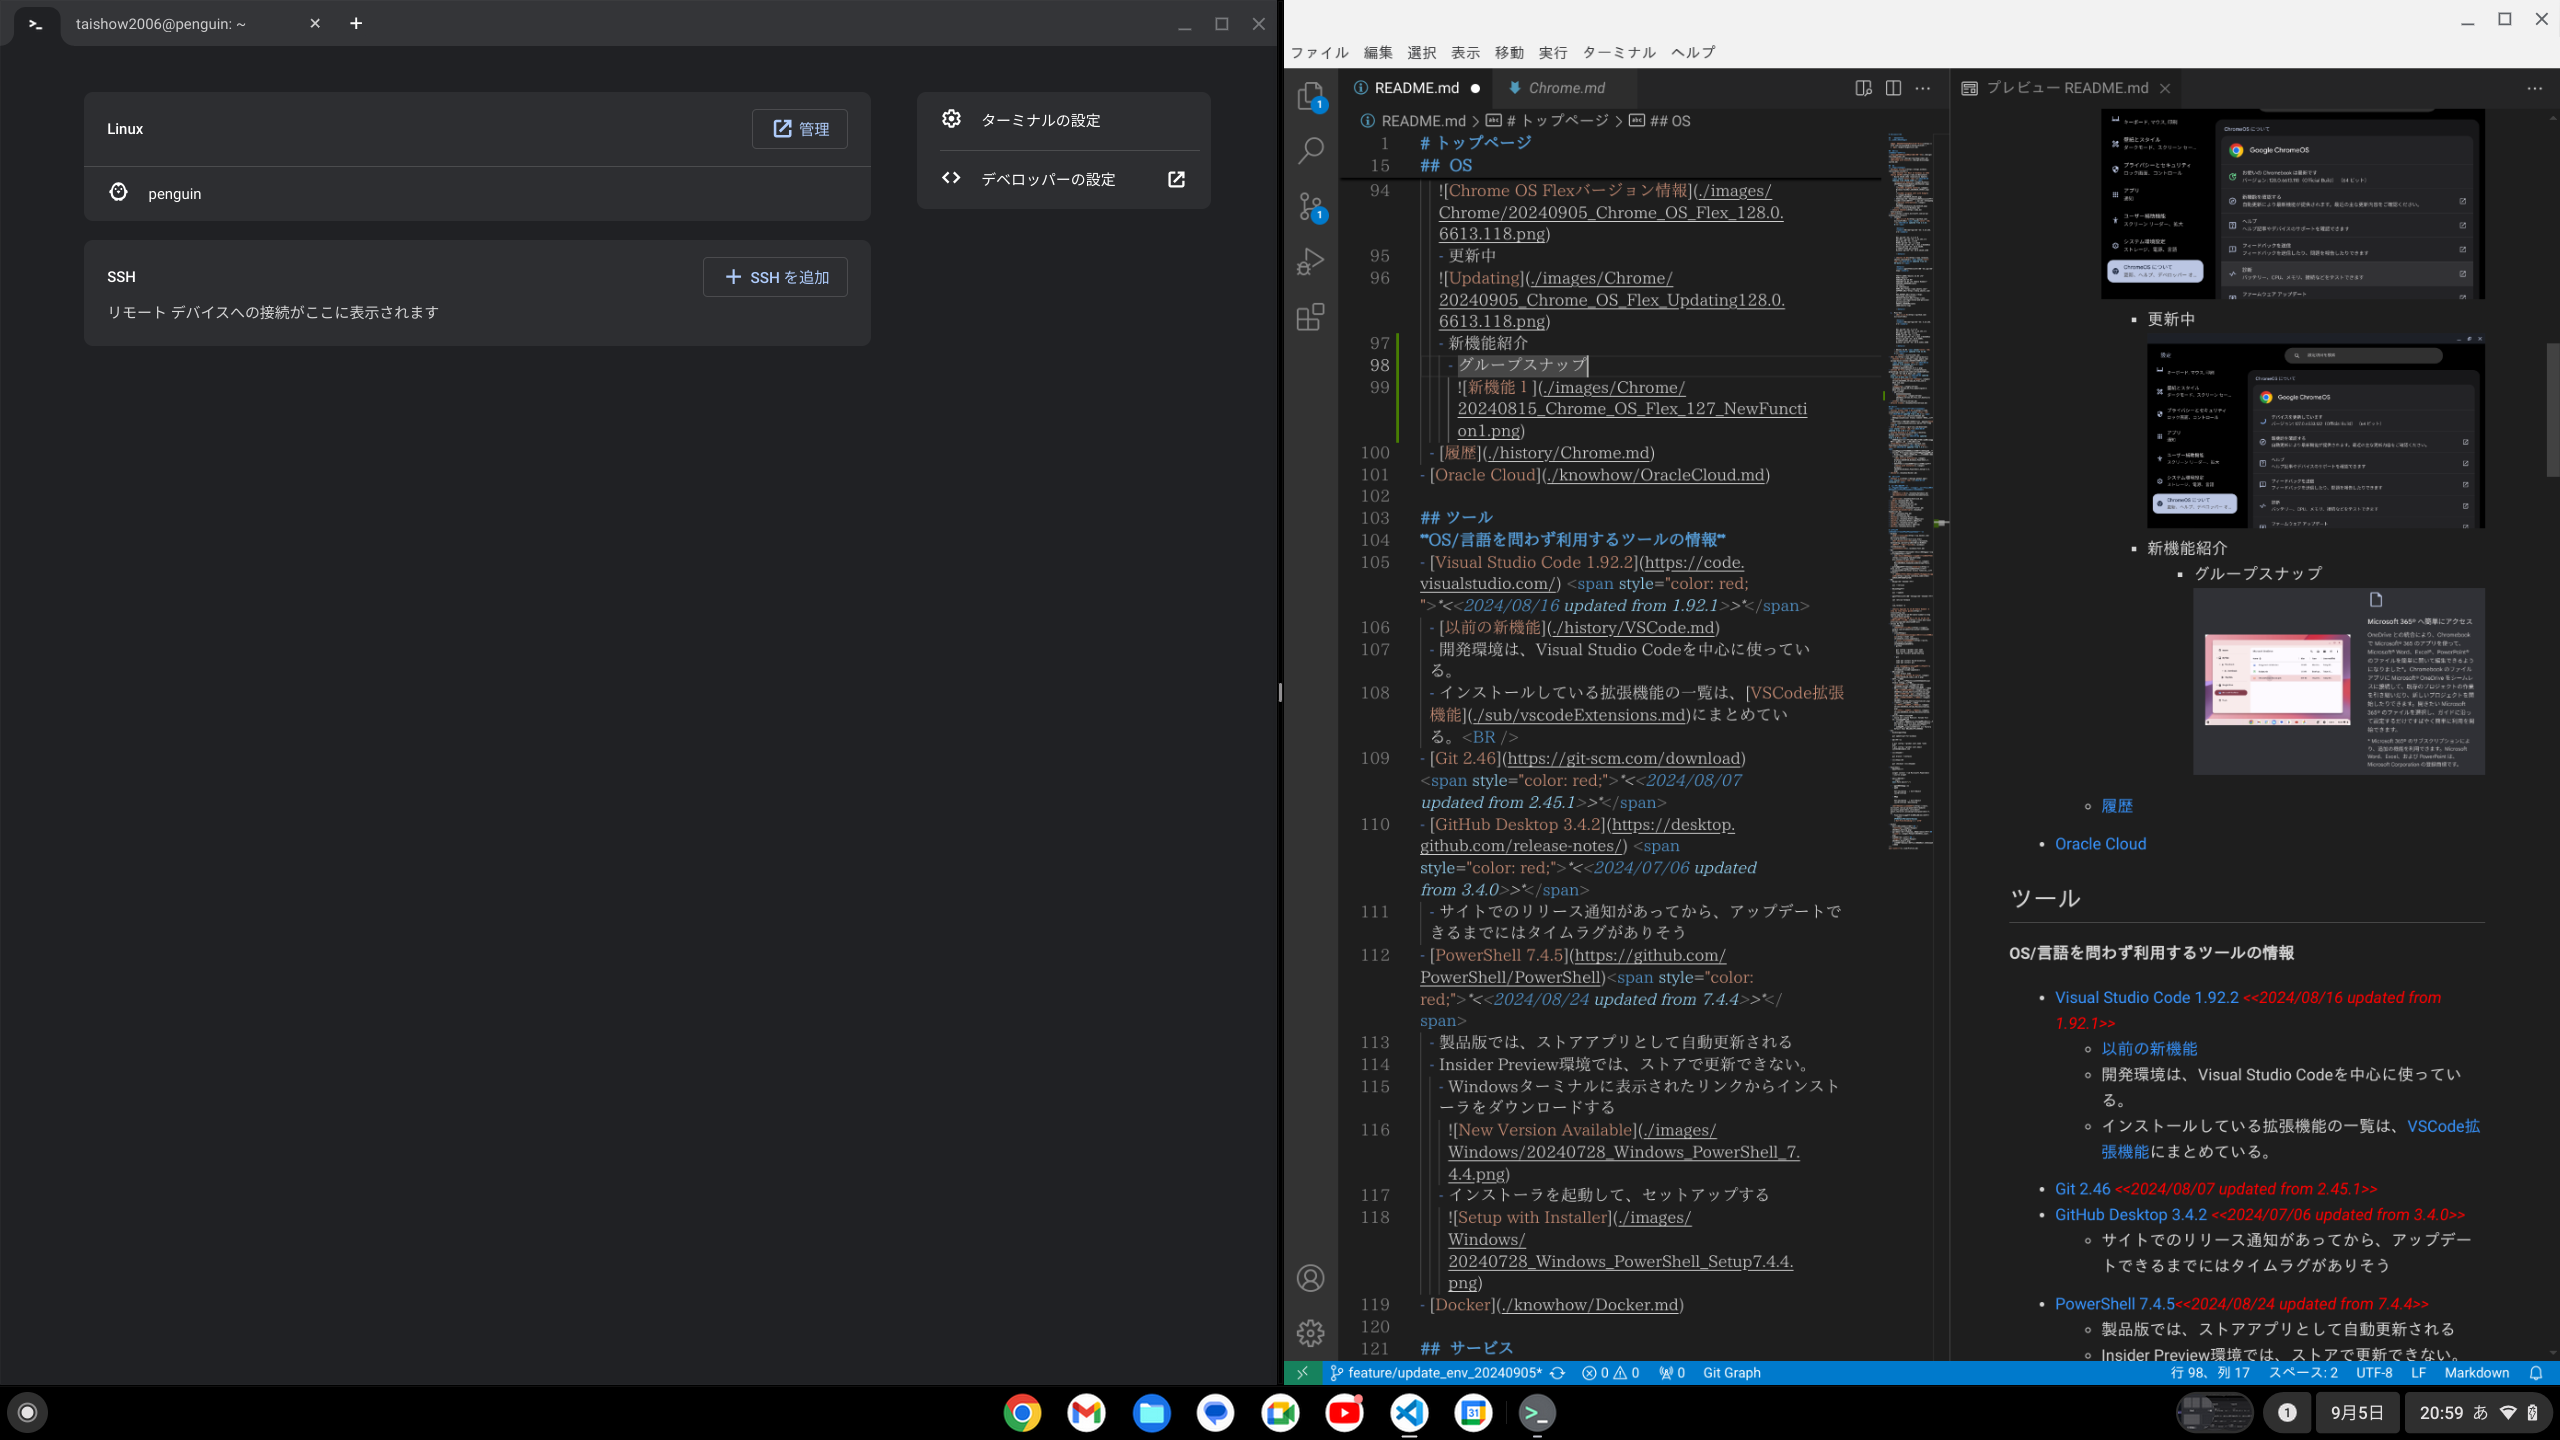 taishow2006@penguin: ~
Linux
管理
penguin
SSH
SSH を追加
リモート デバイスへの接続がここに表示されます
ターミナルの設定
デベロッパーの設定
ファイル 編集 選択 表示 移動 実行 ターミナル ヘルプ
README.md
Chrome.md
README.md > # トップページ > ## OS
1 # トップページ
15 ## OS
94 ![Chrome OS Flexバージョン情報](./images/
Chrome/20240905_Chrome_OS_Flex_128.0.
6613.118.png)
95 - 更新中
96 ![Updating](./images/Chrome/
20240905_Chrome_OS_Flex_Updating128.0.
6613.118.png)
97 - 新機能紹介
98 - グループスナップ
99 ![新機能１](./images/Chrome/
20240815_Chrome_OS_Flex_127_NewFuncti
on1.png)
100 - [履歴](./history/Chrome.md)
101 - [Oracle Cloud](./knowhow/OracleCloud.md)
102
103 ## ツール
104 **OS/言語を問わず利用するツールの情報**
105 - [Visual Studio Code 1.92.2](https://code.
visualstudio.com/) <span style="color: red;
">*<<2024/08/16 updated from 1.92.1>>*</span>
106 - [以前の新機能](./history/VSCode.md)
107 - 開発環境は、Visual Studio Codeを中心に使ってい
る。
108 - インストールしている拡張機能の一覧は、[VSCode拡張
機能](./sub/vscodeExtensions.md)にまとめてい
る。<BR />
109 - [Git 2.46](https://git-scm.com/download)
<span style="color: red;">*<<2024/08/07
updated from 2.45.1>>*</span>
110 - [GitHub Desktop 3.4.2](https://desktop.
github.com/release-notes/) <span
style="color: red;">*<<2024/07/06 updated
from 3.4.0>>*</span>
111 - サイトでのリリース通知があってから、アップデートで
きるまでにはタイムラグがありそう
112 - [PowerShell 7.4.5](https://github.com/
PowerShell/PowerShell)<span style="color:
red;">*<<2024/08/24 updated from 7.4.4>>*</
span>
113 - 製品版では、ストアアプリとして自動更新される
114 - Insider Preview環境では、ストアで更新できない。
115 - Windowsターミナルに表示されたリンクからインスト
ーラをダウンロードする
116 ![New Version Available](./images/
Windows/20240728_Windows_PowerShell_7.
4.4.png)
117 - インストーラを起動して、セットアップする
118 ![Setup with Installer](./images/
Windows/
20240728_Windows_PowerShell_Setup7.4.4.
png)
119 - [Docker](./knowhow/Docker.md)
120
121 ## サービス
プレビュー README.md
ChromeOS について
Google ChromeOS
更新中
Google ChromeOS
新機能紹介
グループスナップ
Microsoft 365® へ簡単にアクセス
履歴
Oracle Cloud
ツール
OS/言語を問わず利用するツールの情報
Visual Studio Code 1.92.2 <<2024/08/16 updated from
1.92.1>>
以前の新機能
開発環境は、Visual Studio Codeを中心に使ってい
る。
インストールしている拡張機能の一覧は、VSCode拡
張機能にまとめている。
Git 2.46 <<2024/08/07 updated from 2.45.1>>
GitHub Desktop 3.4.2 <<2024/07/06 updated from 3.4.0>>
サイトでのリリース通知があってから、アップデー
トできるまでにはタイムラグがありそう
PowerShell 7.4.5<<2024/08/24 updated from 7.4.4>>
製品版では、ストアアプリとして自動更新される
Insider Preview環境では、ストアで更新できない。
feature/update_env_20240905* 0 0 0 Git Graph
行 98、列 17 スペース: 2 UTF-8 LF Markdown
1 9月5日 20:59 あ